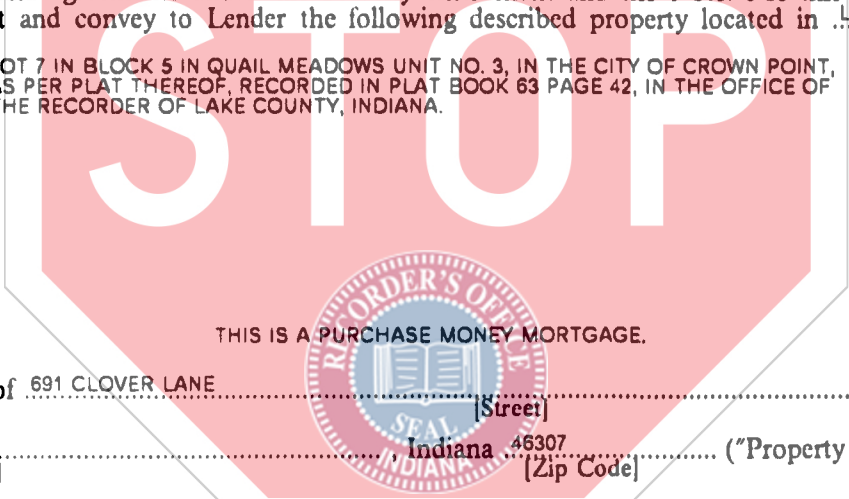 t and convey to Lender the following described property located in
OT 7 IN BLOCK 5 IN QUAIL MEADOWS UNIT NO. 3, IN THE CITY OF CROWN POINT,
S PER PLAT THEREOF, RECORDED IN PLAT BOOK 63 PAGE 42, IN THE OFFICE OF
HE RECORDER OF LAKE COUNTY, INDIANA.
STOP
THIS IS A PURCHASE MONEY MORTGAGE.
RECORDER'S OFFICE
SEAL
INDIANA
of 691 CLOVER LANE
[Street]
, Indiana 46307 ("Property
[Zip Code]